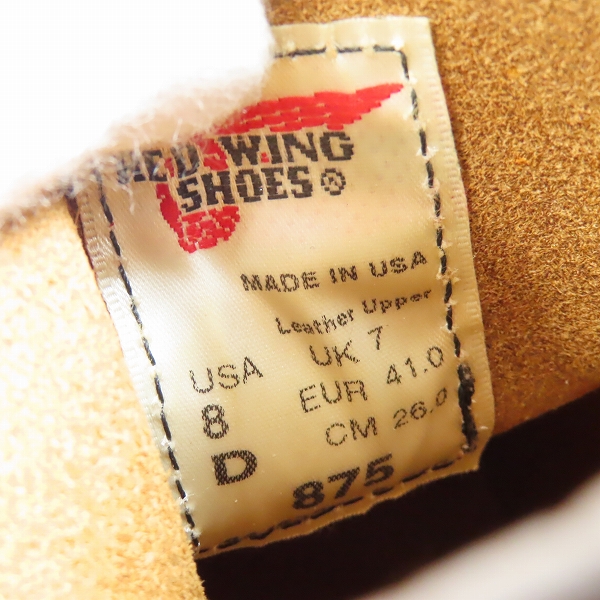 RED WING
SHOES®
MADE IN USA
Leather Upper
USA UK 7
8 EUR 41.0
D CM 26.0
875